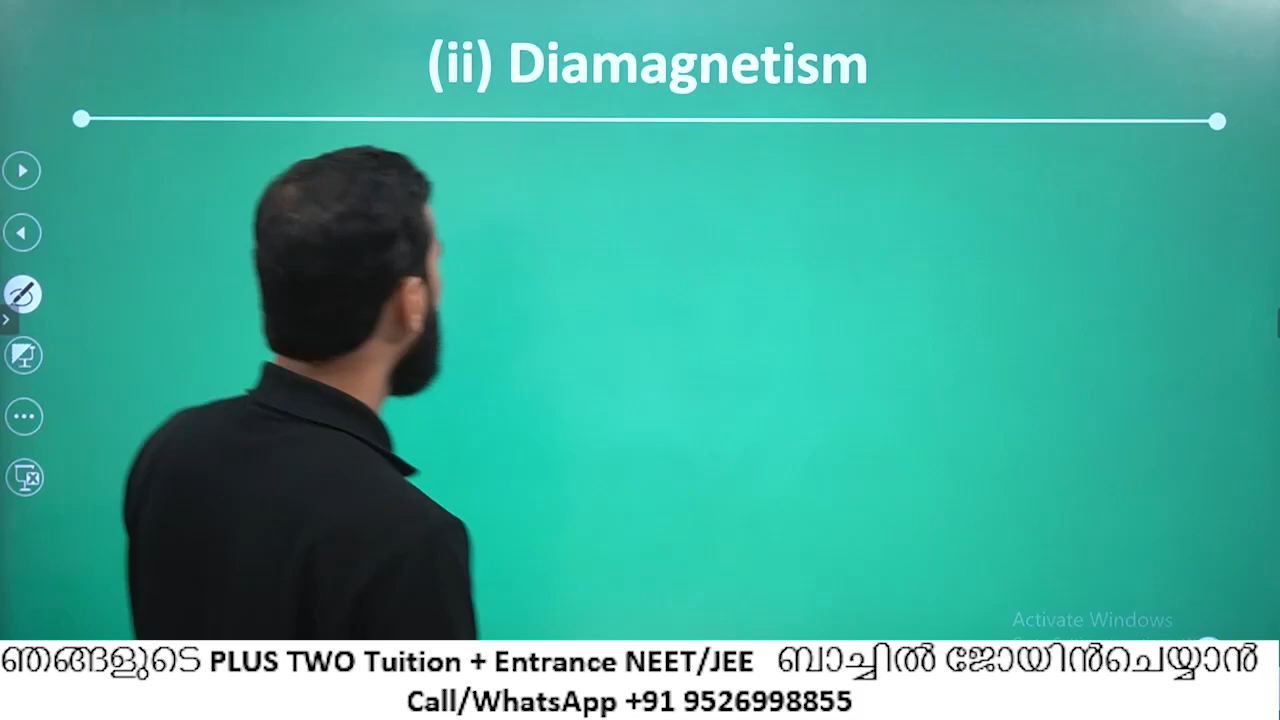 (ii) Diamagnetism
Activate Windows
ഞങ്ങളുടെ PLUS TWO Tuition + Entrance NEET/JEE ബാച്ചിൽ ജോയിൻചെയ്യാൻ
Call/WhatsApp +91 9526998855